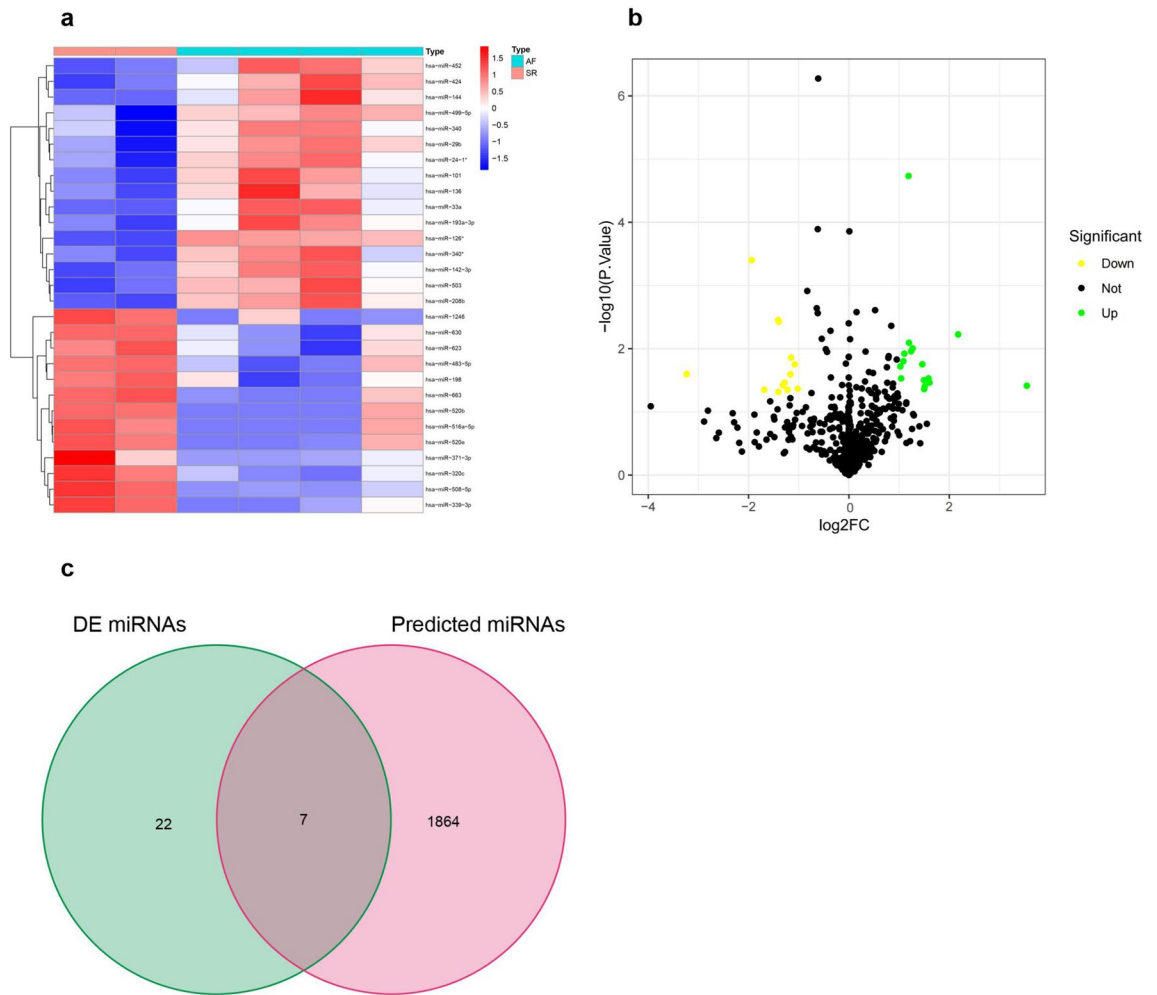 a
Type
hsa-miR-452
hsa-miR-424
hsa-miR-144
hsa-miR-499-5p
hsa-miR-340
hsa-miR-29b
hsa-miR-24-1*
hsa-miR-101
hsa-miR-136
hsa-miR-33a
hsa-miR-193a-3p
hsa-miR-126*
hsa-miR-340*
hsa-miR-142-3p
hsa-miR-503
hsa-miR-208b
hsa-miR-1246
hsa-miR-630
hsa-miR-623
hsa-miR-483-5p
hsa-miR-198
hsa-miR-663
hsa-miR-520b
hsa-miR-516a-5p
hsa-miR-520e
hsa-miR-371-3p
hsa-miR-320c
hsa-miR-508-5p
hsa-miR-339-3p
1.5
1
0.5
0
-0.5
-1
-1.5
Type
AF
SR
b
-log10(P.Value)
6
4
2
0
-4
-2
0
2
log2FC
Significant
Down
Not
Up
c
DE miRNAs
Predicted miRNAs
22
7
1864